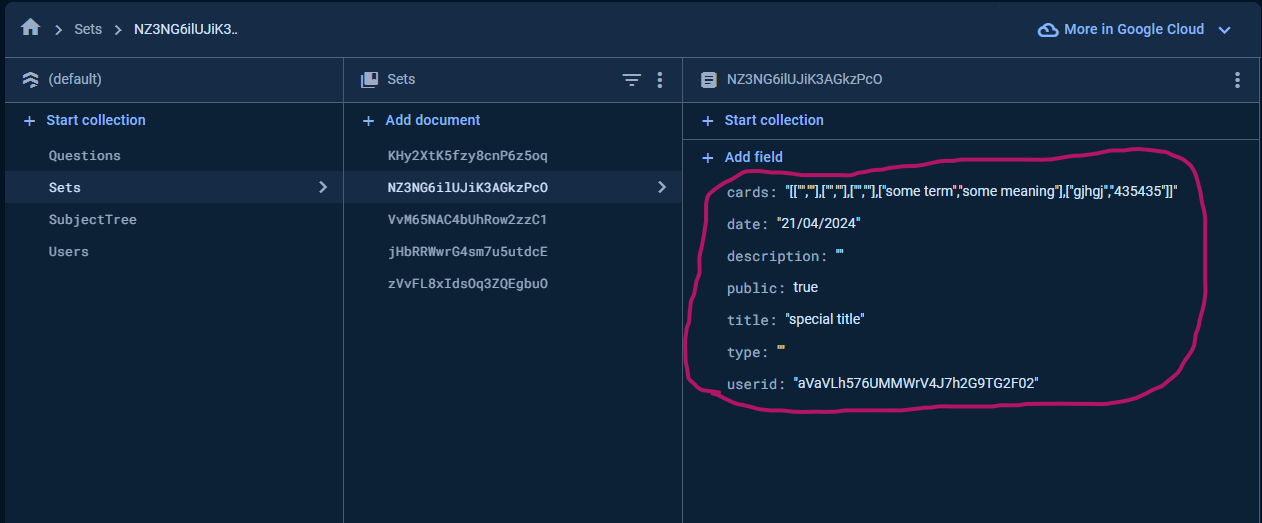 Sets NZ3NG6ilUJiK3..
More in Google Cloud
(default)
Sets
NZ3NG6ilUJiK3AGkzPcO
+ Start collection
+ Add document
+ Start collection
Questions
Sets
SubjectTree
Users
KHy2XtK5fzy8cnP6z5oq
NZ3NG6ilUJiK3AGkzPcO
VvM65NAC4bUhRow2zzC1
jHbRRWwrG4sm7u5utdcE
zVvFL8xIdsOq3ZQEgbuO
+ Add field
cards: "[["",""],["",""],["",""],["some term","some meaning"],["gjhgj","435435"]]"
date: "21/04/2024"
description: ""
public: true
title: "special title"
type: ""
userid: "aVaVLh576UMMWrV4J7h2G9TG2F02"